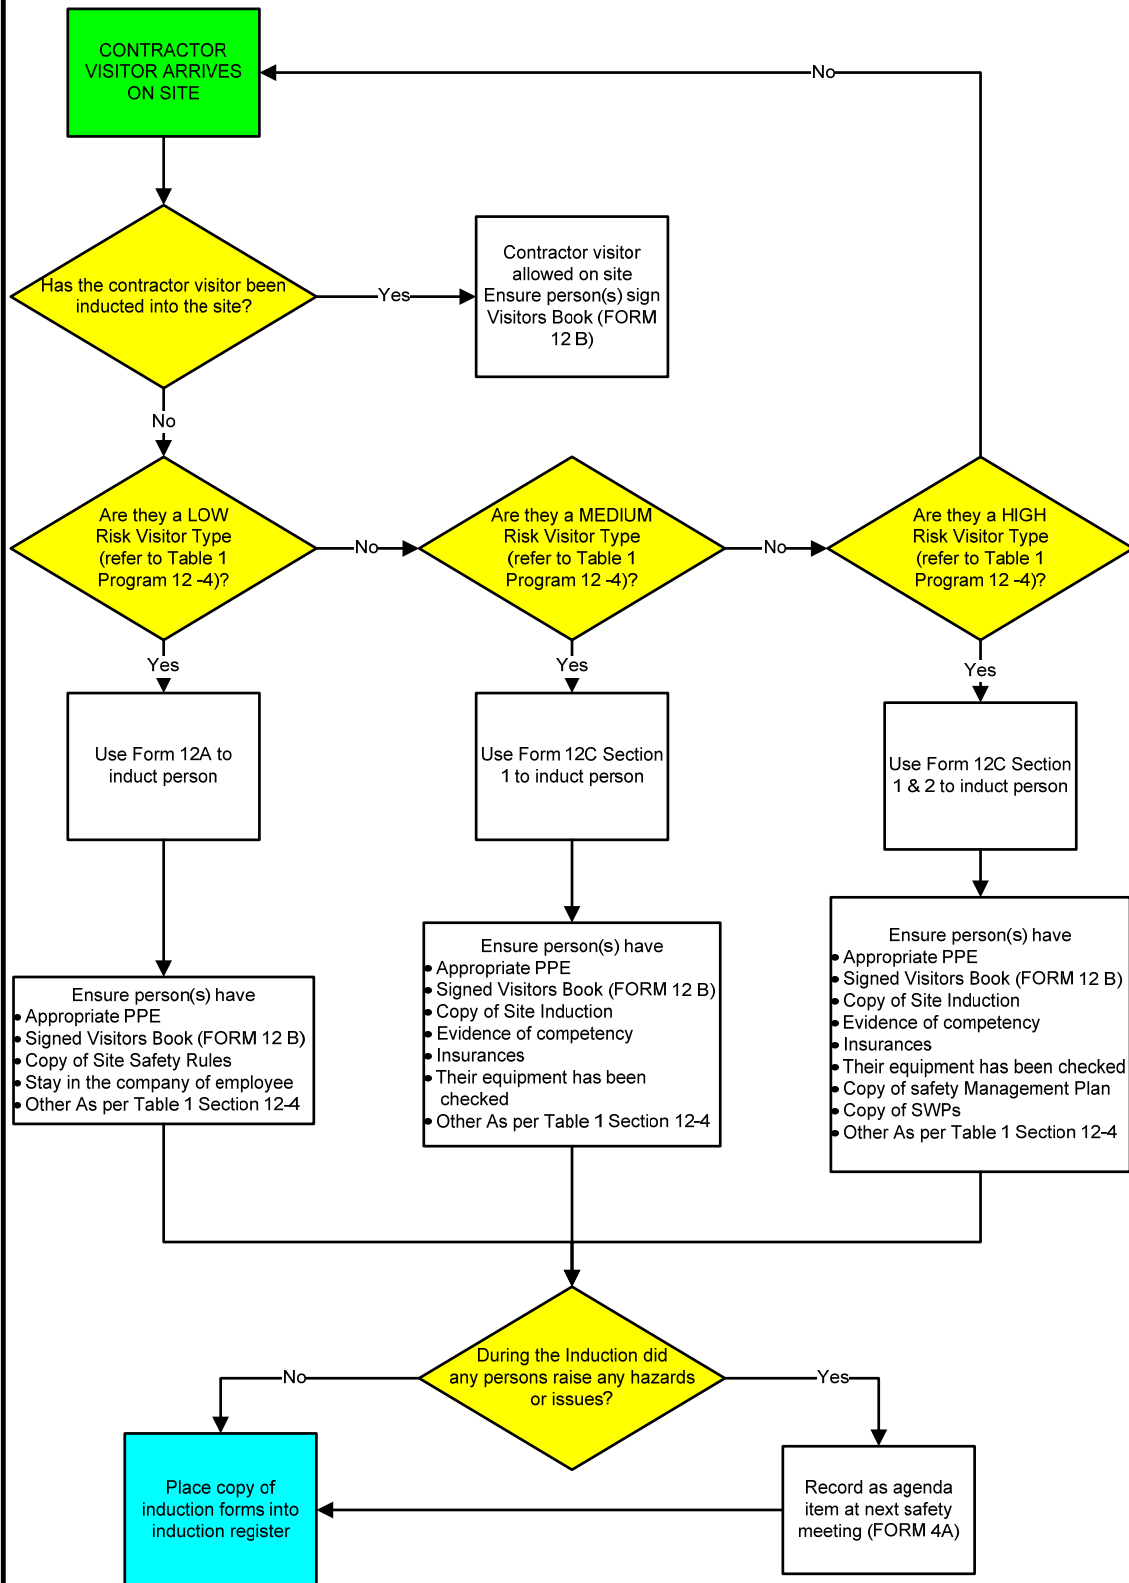 CONTRACTOR
VISITOR ARRIVES
ON SITE
No
Has the contractor visitor been
inducted into the site?
Yes
Contractor visitor
allowed on site
Ensure person(s) sign
Visitors Book (FORM
12 B)
No
Are they a LOW
Risk Visitor Type
(refer to Table 1
Program 12 -4)?
No
Are they a MEDIUM
Risk Visitor Type
(refer to Table 1
Program 12 -4)?
No
Are they a HIGH
Risk Visitor Type
(refer to Table 1
Program 12 -4)?
Yes
Yes
Yes
Use Form 12A to
induct person
Use Form 12C Section
1 to induct person
Use Form 12C Section
1 & 2 to induct person
Ensure person(s) have
• Appropriate PPE
• Signed Visitors Book (FORM 12 B)
• Copy of Site Safety Rules
• Stay in the company of employee
• Other As per Table 1 Section 12-4
Ensure person(s) have
• Appropriate PPE
• Signed Visitors Book (FORM 12 B)
• Copy of Site Induction
• Evidence of competency
• Insurances
• Their equipment has been
checked
• Other As per Table 1 Section 12-4
Ensure person(s) have
• Appropriate PPE
• Signed Visitors Book (FORM 12 B)
• Copy of Site Induction
• Evidence of competency
• Insurances
• Their equipment has been checked
• Copy of safety Management Plan
• Copy of SWPs
• Other As per Table 1 Section 12-4
During the Induction did
any persons raise any hazards
or issues?
No
Yes
Place copy of
induction forms into
induction register
Record as agenda
item at next safety
meeting (FORM 4A)